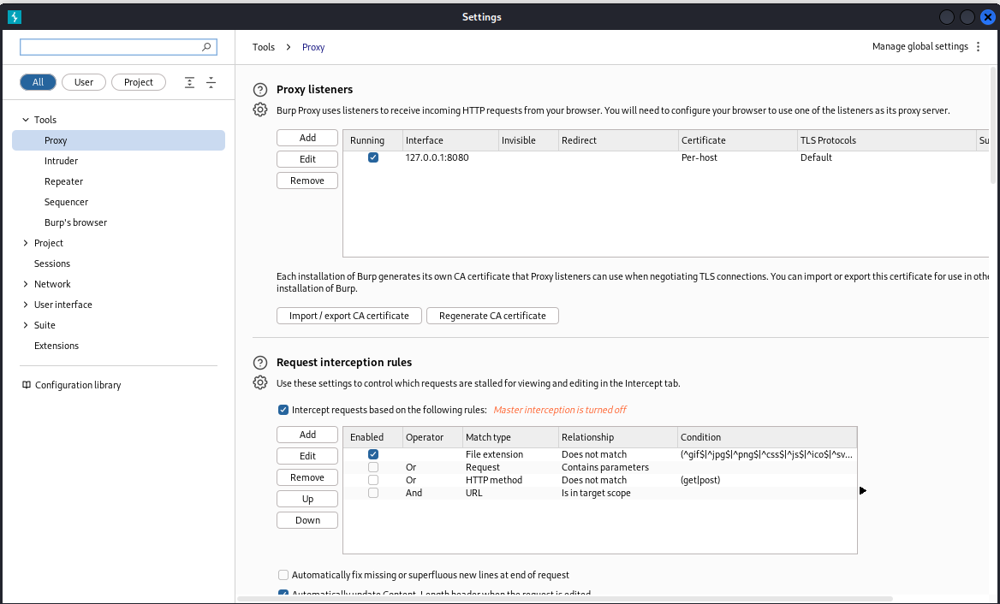 Settings
Tools > Proxy
Manage global settings
All User Project
Tools
Proxy
Intruder
Repeater
Sequencer
Burp's browser
Project
Sessions
Network
User interface
Suite
Extensions
Configuration library
Proxy listeners
Burp Proxy uses listeners to receive incoming HTTP requests from your browser. You will need to configure your browser to use one of the listeners as its proxy server.
Add
Edit
Remove
Running Interface Invisible Redirect Certificate TLS Protocols Su
127.0.0.1:8080 Per-host Default
Each installation of Burp generates its own CA certificate that Proxy listeners can use when negotiating TLS connections. You can import or export this certificate for use in othe
installation of Burp.
Import / export CA certificate Regenerate CA certificate
Request interception rules
Use these settings to control which requests are stalled for viewing and editing in the Intercept tab.
Intercept requests based on the following rules: Master interception is turned off
Add
Edit
Remove
Up
Down
Enabled Operator Match type Relationship Condition
File extension Does not match (^gif$|^jpg$|^png$|^css$|^js$|^ico$|^sv...
Or Request Contains parameters
Or HTTP method Does not match (get|post)
And URL Is in target scope
Automatically fix missing or superfluous new lines at end of request
Automatically update Content-Length header when the request is edited